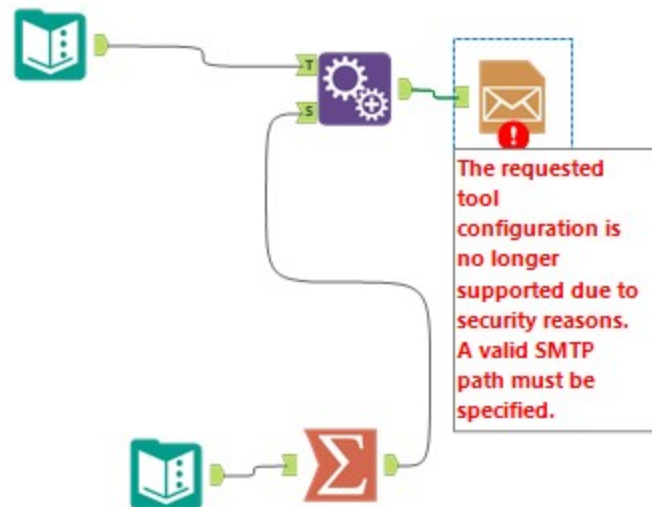 T
S
The requested
tool
configuration is
no longer
supported due to
security reasons.
A valid SMTP
path must be
specified.